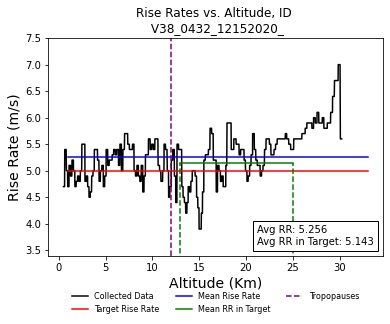 Rise Rates vs. Altitude, ID
V38_0432_12152020_
Rise Rate (m/s)
7.5
7.0
6.5
6.0
5.5
5.0
4.5
4.0
3.5
Avg RR: 5.256
Avg RR in Target: 5.143
0 5 10 15 20 25 30
Altitude (Km)
Collected Data Mean Rise Rate Tropopauses
Target Rise Rate Mean RR in Target